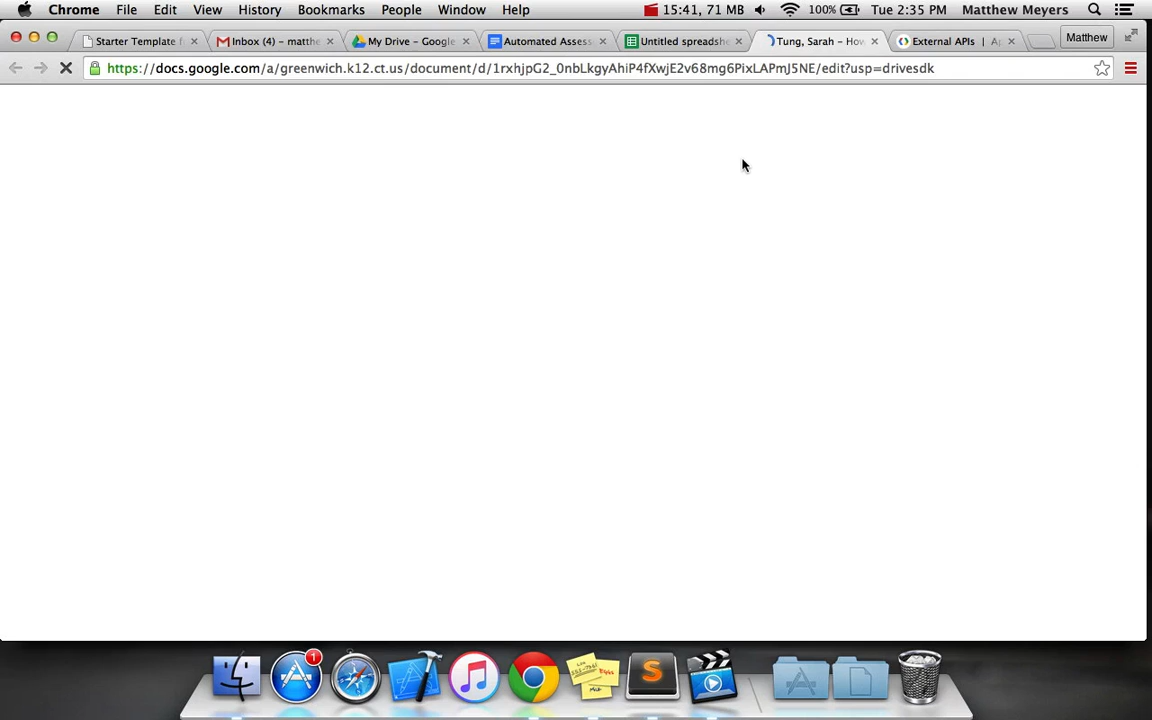 Chrome File Edit View History Bookmarks People Window Help 15:41, 71 MB 100% Tue 2:35 PM Matthew Meyers
Starter Template f Inbox (4) – matthe My Drive – Google Automated Assess Untitled spreadshe Tung, Sarah – How External APIs | Ap Matthew
https://docs.google.com/a/greenwich.k12.ct.us/document/d/1rxhjpG2_0nbLkgyAhiP4fXwjE2v68mg6PixLAPmJ5NE/edit?usp=drivesdk
1